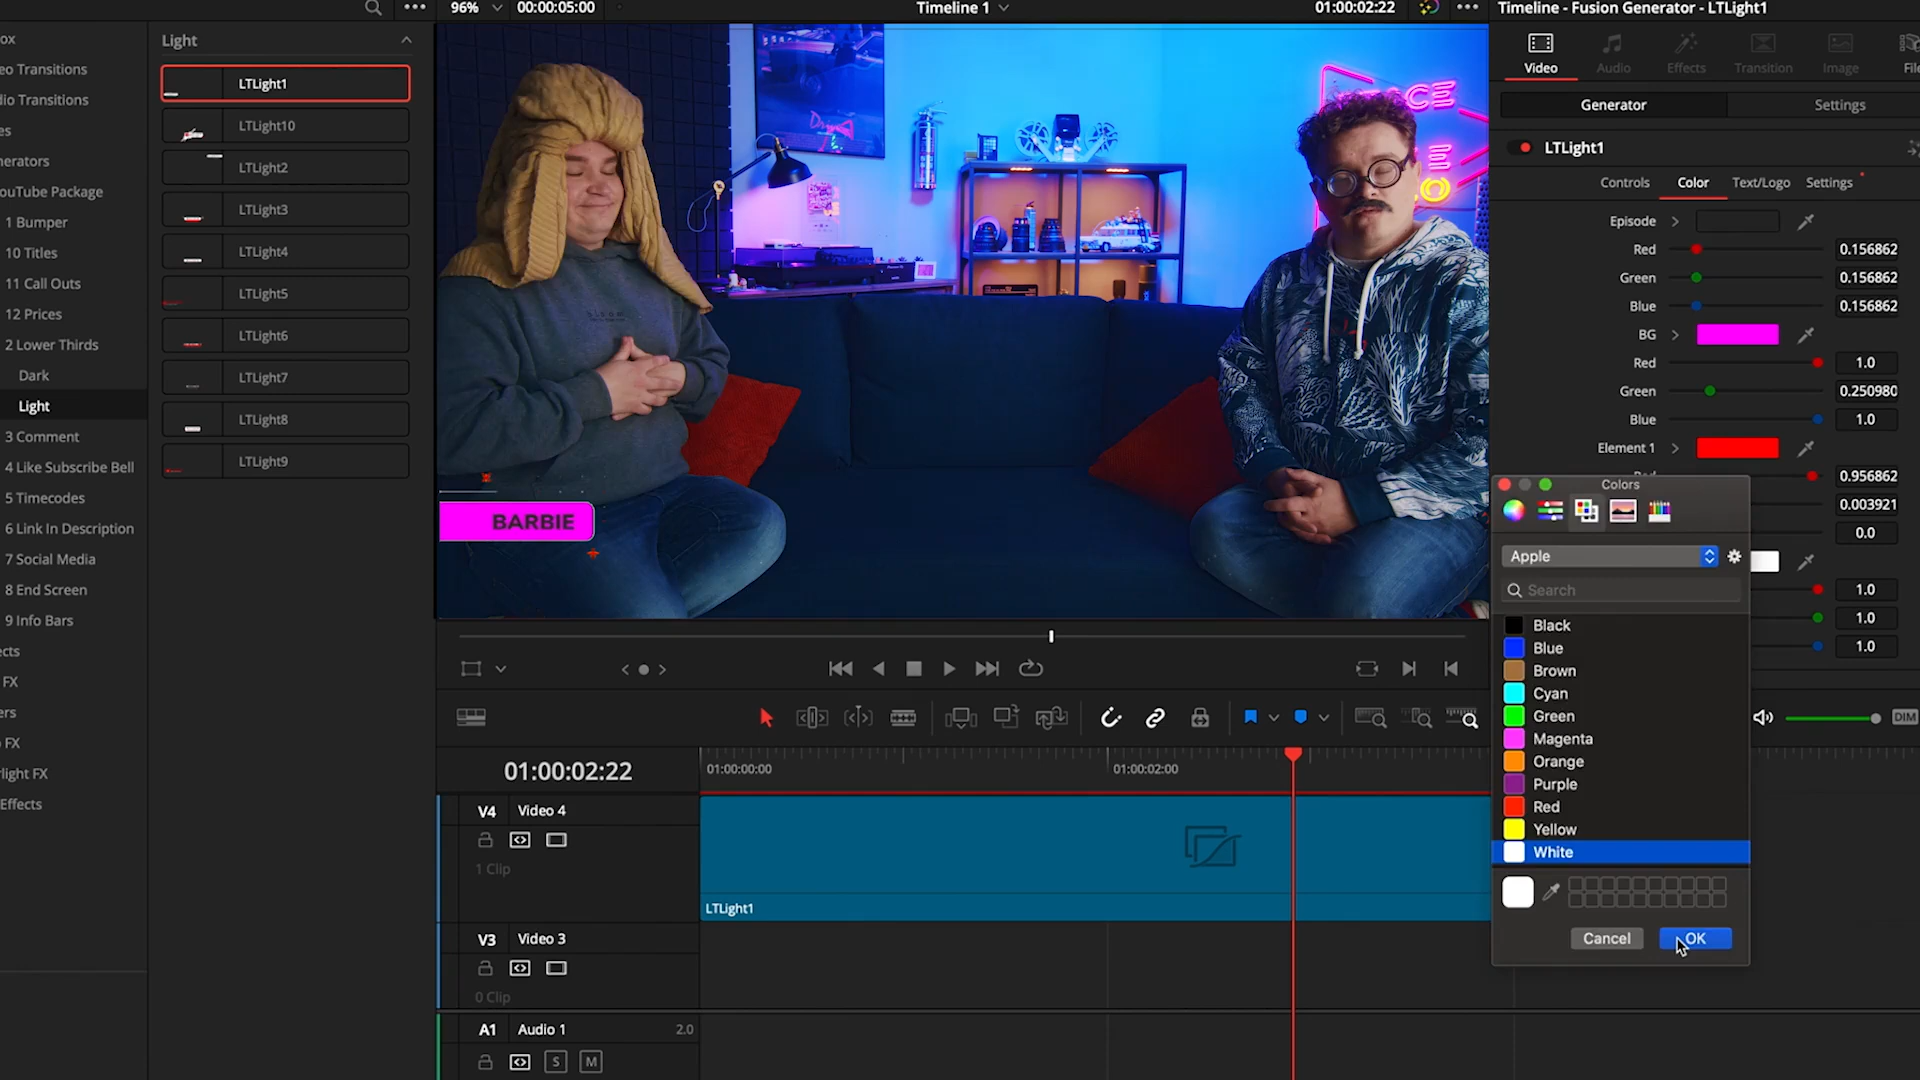 96%
00:00:05:00
Timeline 1
01:00:02:22
Timeline - Fusion Generator - LTLight1
ox
eo Transitions
dio Transitions
es
nerators
ouTube Package
1 Bumper
10 Titles
11 Call Outs
12 Prices
2 Lower Thirds
Dark
Light
3 Comment
4 Like Subscribe Bell
5 Timecodes
6 Link In Description
7 Social Media
8 End Screen
9 Info Bars
ects
FX
ers
o FX
rlight FX
Effects
Light
LTLight1
LTLight10
LTLight2
LTLight3
LTLight4
LTLight5
LTLight6
LTLight7
LTLight8
LTLight9
BARBIE
Video
Audio
Effects
Transition
Image
File
Generator
Settings
LTLight1
Controls
Color
Text/Logo
Settings
Episode
Red
0.156862
Green
0.156862
Blue
0.156862
BG
Red
1.0
Green
0.250980
Blue
1.0
Element 1
0.956862
0.003921
0.0
1.0
1.0
1.0
Colors
Apple
Search
Black
Blue
Brown
Cyan
Green
Magenta
Orange
Purple
Red
Yellow
White
Cancel
OK
DIM
01:00:02:22
01:00:00:00
01:00:02:00
V4
Video 4
1 Clip
LTLight1
V3
Video 3
0 Clip
A1
Audio 1
2.0
S
M